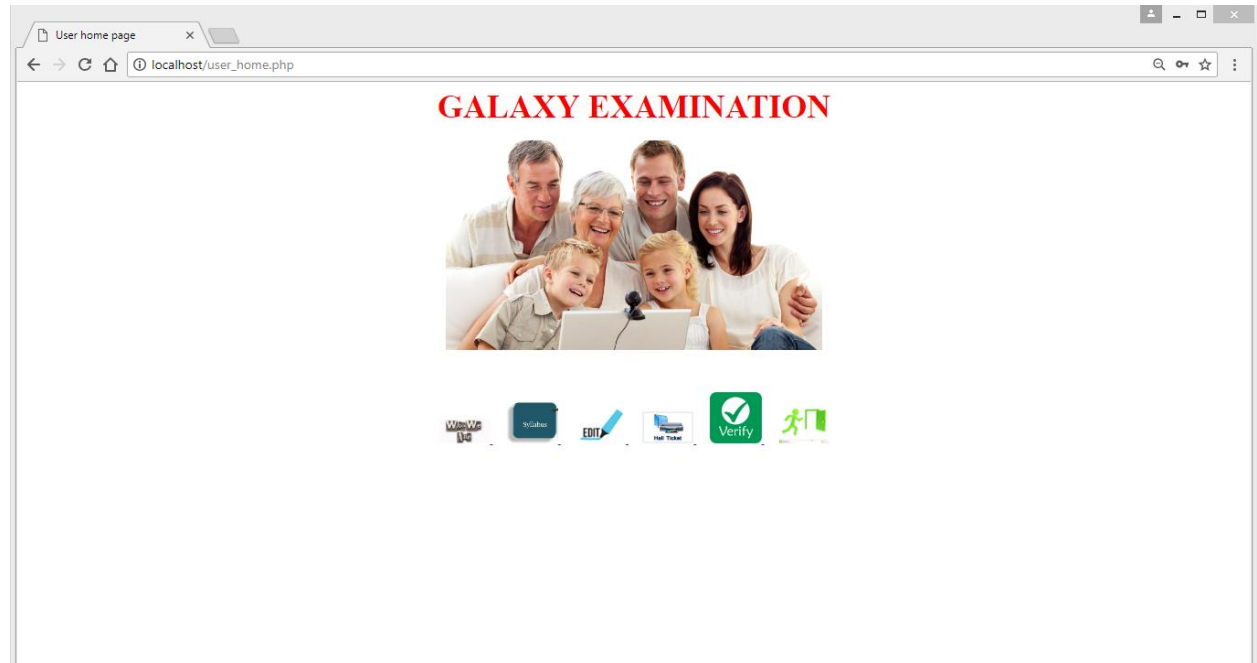 User home page
localhost/user_home.php
GALAXY EXAMINATION
Syllabus
EDIT
Hall Ticket
Verify